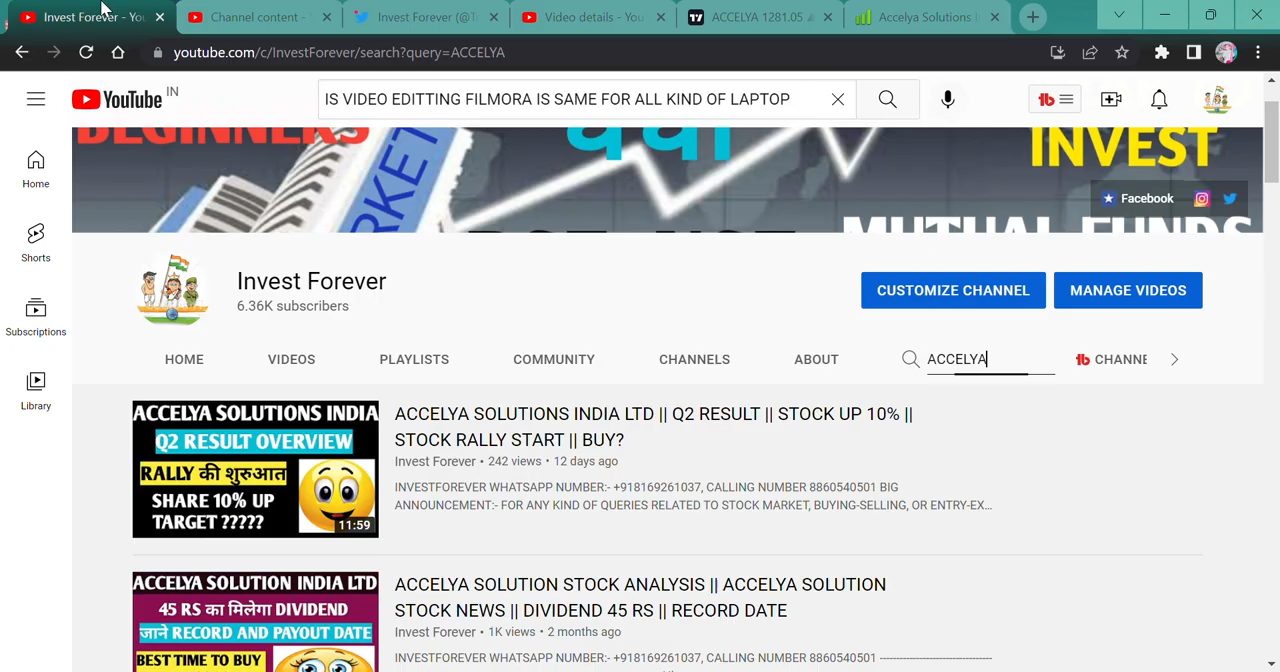 Invest Forever - You
Channel content -
Invest Forever (@T
Video details - You
ACCELYA 1281.05
Accelya Solutions
youtube.com/c/InvestForever/search?query=ACCELYA
YouTube IN
IS VIDEO EDITTING FILMORA IS SAME FOR ALL KIND OF LAPTOP
BEGINNERS
MARKET
क्या
INVEST
MUTUAL FUNDS
Facebook
Home
Shorts
Subscriptions
Library
Invest Forever
6.36K subscribers
CUSTOMIZE CHANNEL
MANAGE VIDEOS
HOME
VIDEOS
PLAYLISTS
COMMUNITY
CHANNELS
ABOUT
ACCELYA
CHANNE
ACCELYA SOLUTIONS INDIA
Q2 RESULT OVERVIEW
RALLY की शुरुआत
SHARE 10% UP
TARGET ?????
11:59
ACCELYA SOLUTIONS INDIA LTD || Q2 RESULT || STOCK UP 10% ||
STOCK RALLY START || BUY?
Invest Forever • 242 views • 12 days ago
INVESTFOREVER WHATSAPP NUMBER:- +918169261037, CALLING NUMBER 8860540501 BIG
ANNOUNCEMENT:- FOR ANY KIND OF QUERIES RELATED TO STOCK MARKET, BUYING-SELLING, OR ENTRY-EX...
ACCELYA SOLUTION INDIA LTD
45 RS का मिलेगा DIVIDEND
जाने RECORD AND PAYOUT DATE
BEST TIME TO BUY
ACCELYA SOLUTION STOCK ANALYSIS || ACCELYA SOLUTION
STOCK NEWS || DIVIDEND 45 RS || RECORD DATE
Invest Forever • 1K views • 2 months ago
INVESTFOREVER WHATSAPP NUMBER:- +918169261037, CALLING NUMBER 8860540501 --------------------------------